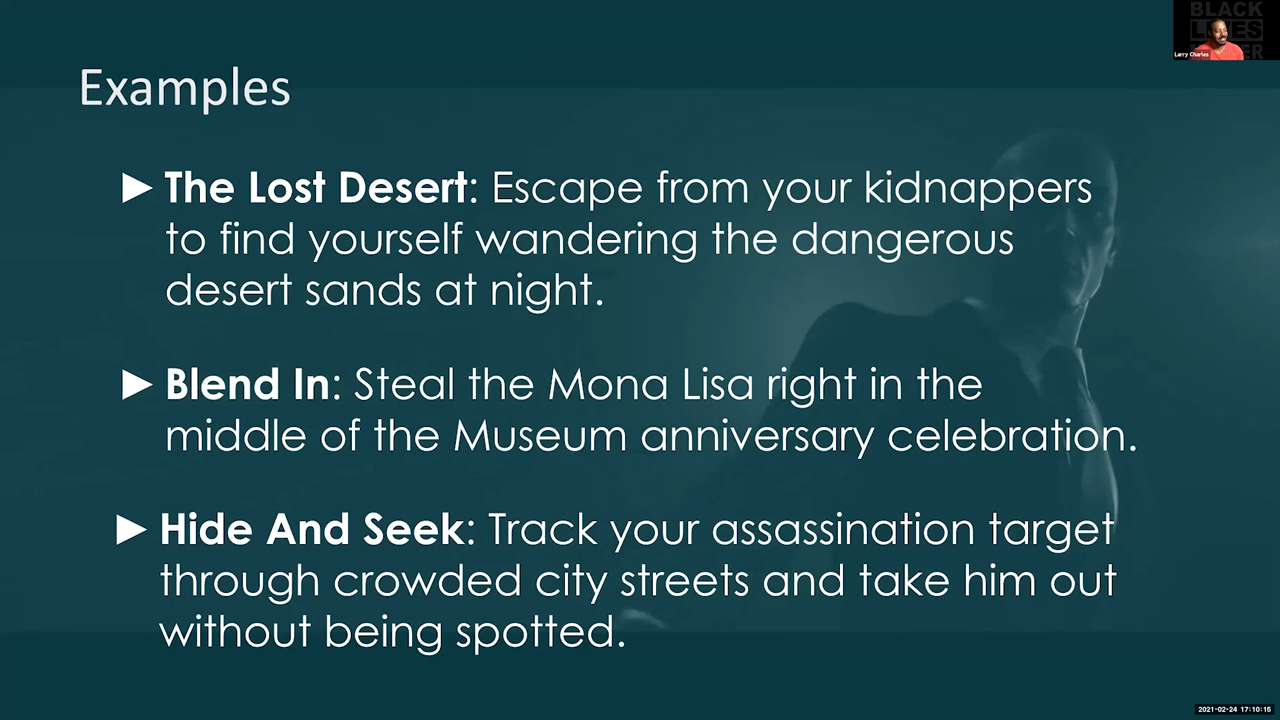 BLACK
LIVES
Larry Charles
Examples
► The Lost Desert: Escape from your kidnappers
to find yourself wandering the dangerous
desert sands at night.
► Blend In: Steal the Mona Lisa right in the
middle of the Museum anniversary celebration.
► Hide And Seek: Track your assassination target
through crowded city streets and take him out
without being spotted.
2021-02-24 17:10:15